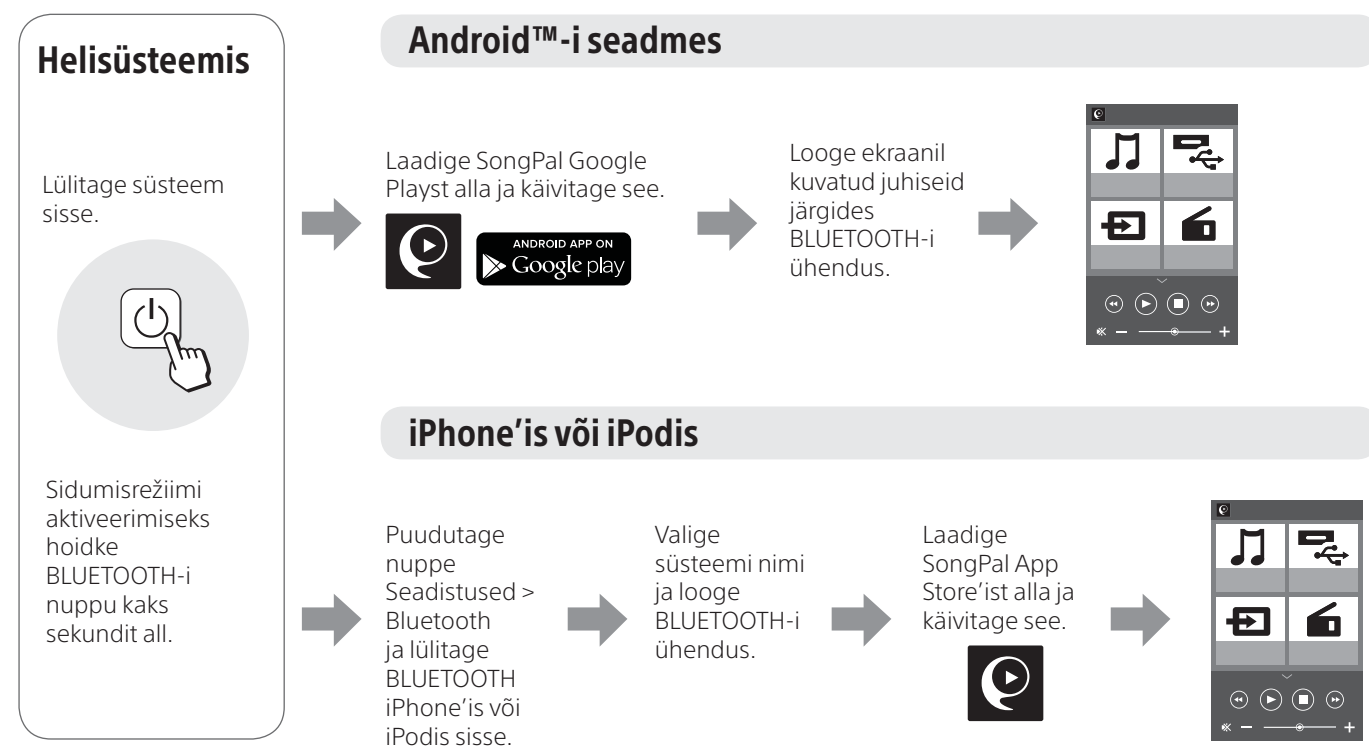 Helisüsteemis
Lülitage süsteem
sisse.
Sidumisrežiimi
aktiveerimiseks
hoidke
BLUETOOTH-i
nuppu kaks
sekundit all.
Android™-i seadmes
Laadige SongPal Google
Playst alla ja käivitage see.
ANDROID APP ON
Google play
Looge ekraanil
kuvatud juhiseid
järgides
BLUETOOTH-i
ühendus.
iPhone’is või iPodis
Puudutage
nuppe
Seadistused >
Bluetooth
ja lülitage
BLUETOOTH
iPhone’is või
iPodis sisse.
Valige
süsteemi nimi
ja looge
BLUETOOTH-i
ühendus.
Laadige
SongPal App
Store’ist alla ja
käivitage see.